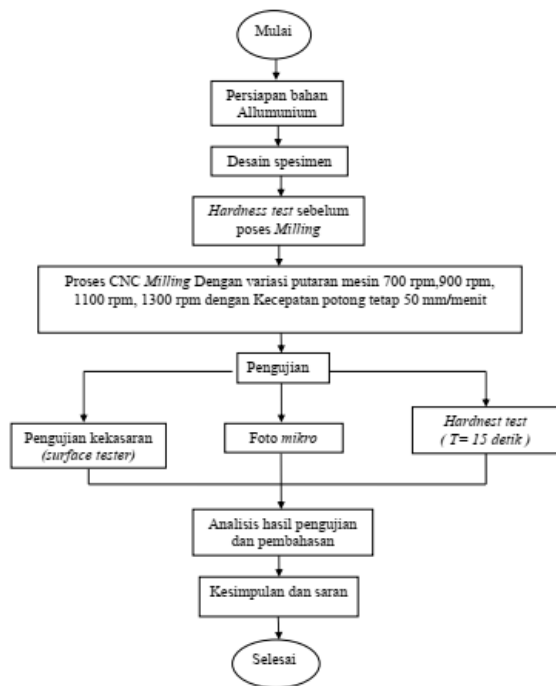 Mulai
Persiapan bahan
Allumunium
Desain spesimen
Hardness test sebelum
poses Milling
Proses CNC Milling Dengan variasi putaran mesin 700 rpm,900 rpm,
1100 rpm, 1300 rpm dengan Kecepatan potong tetap 50 mm/menit
Pengujian
Pengujian kekasaran
(surface tester)
Foto mikro
Hardnest test
( T= 15 detik )
Analisis hasil pengujian
dan pembahasan
Kesimpulan dan saran
Selesai